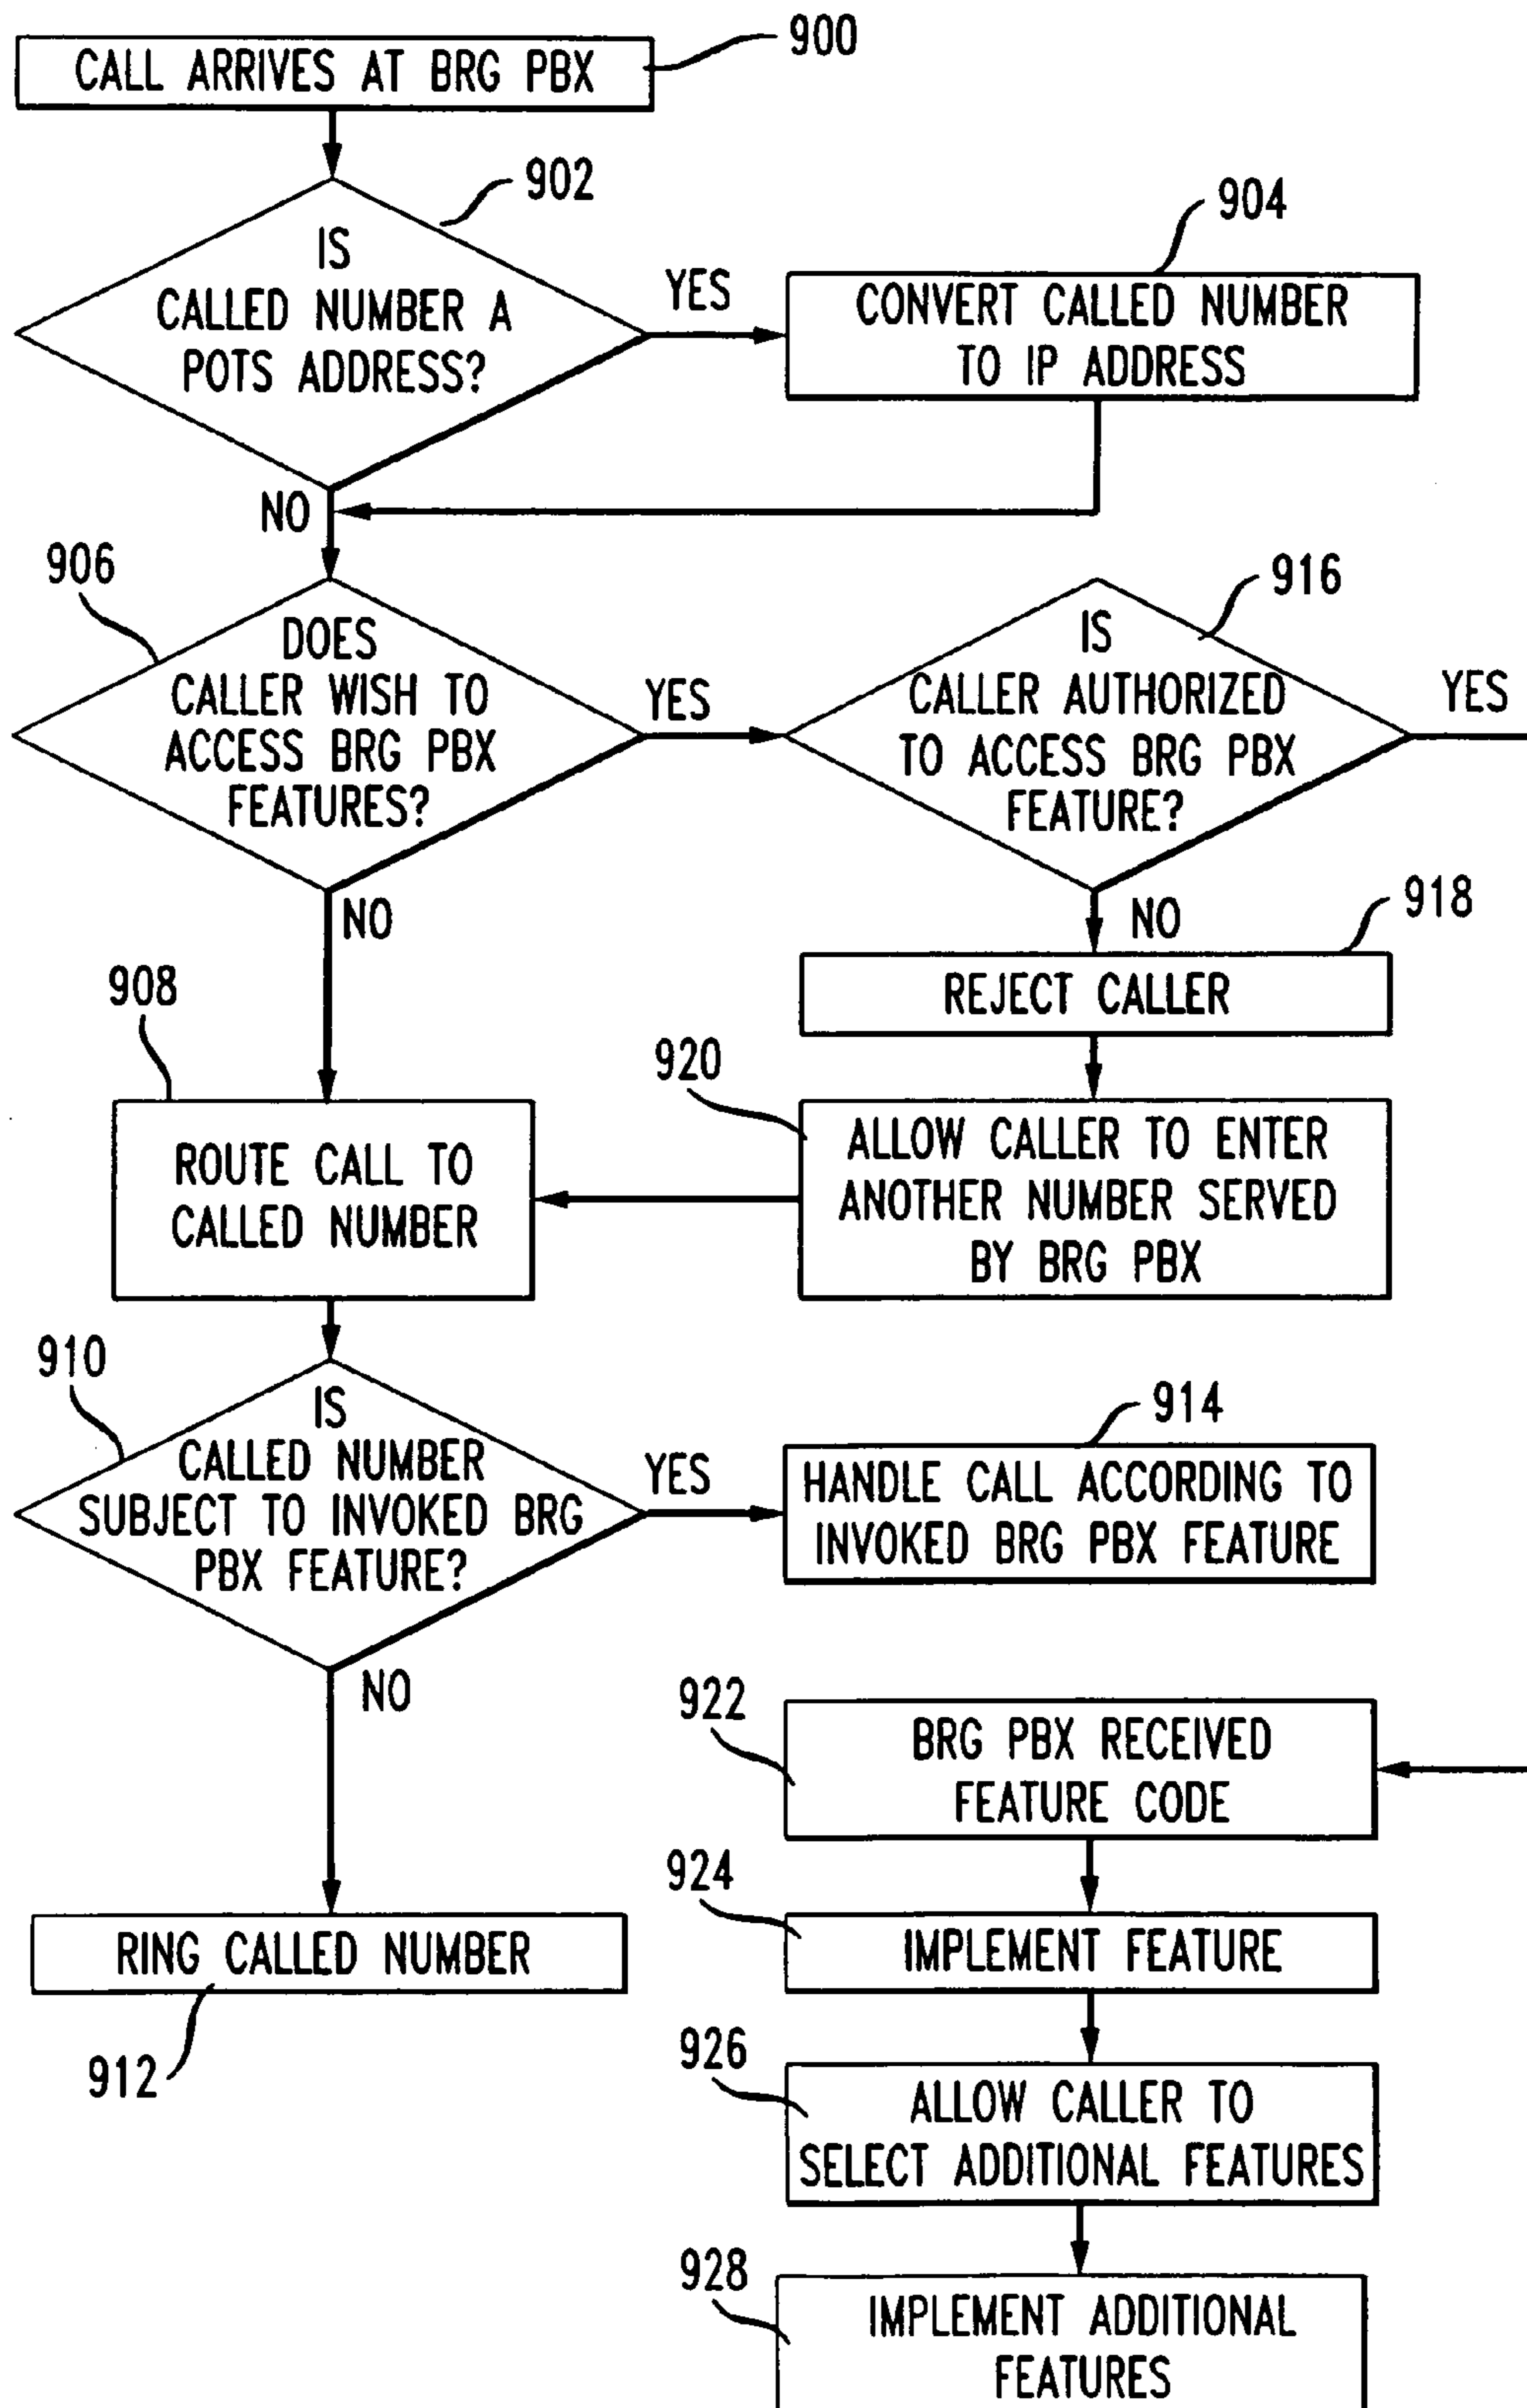 900
CALL ARRIVES AT BRG PBX
902
IS
CALLED NUMBER A
POTS ADDRESS?
YES
904
CONVERT CALLED NUMBER
TO IP ADDRESS
NO
906
DOES
CALLER WISH TO
ACCESS BRG PBX
FEATURES?
YES
916
IS
CALLER AUTHORIZED
TO ACCESS BRG PBX
FEATURE?
YES
NO
NO
918
REJECT CALLER
908
ROUTE CALL TO
CALLED NUMBER
920
ALLOW CALLER TO ENTER
ANOTHER NUMBER SERVED
BY BRG PBX
910
IS
CALLED NUMBER
SUBJECT TO INVOKED BRG
PBX FEATURE?
YES
914
HANDLE CALL ACCORDING TO
INVOKED BRG PBX FEATURE
NO
922
BRG PBX RECEIVED
FEATURE CODE
924
IMPLEMENT FEATURE
RING CALLED NUMBER
912
926
ALLOW CALLER TO
SELECT ADDITIONAL FEATURES
928
IMPLEMENT ADDITIONAL
FEATURES